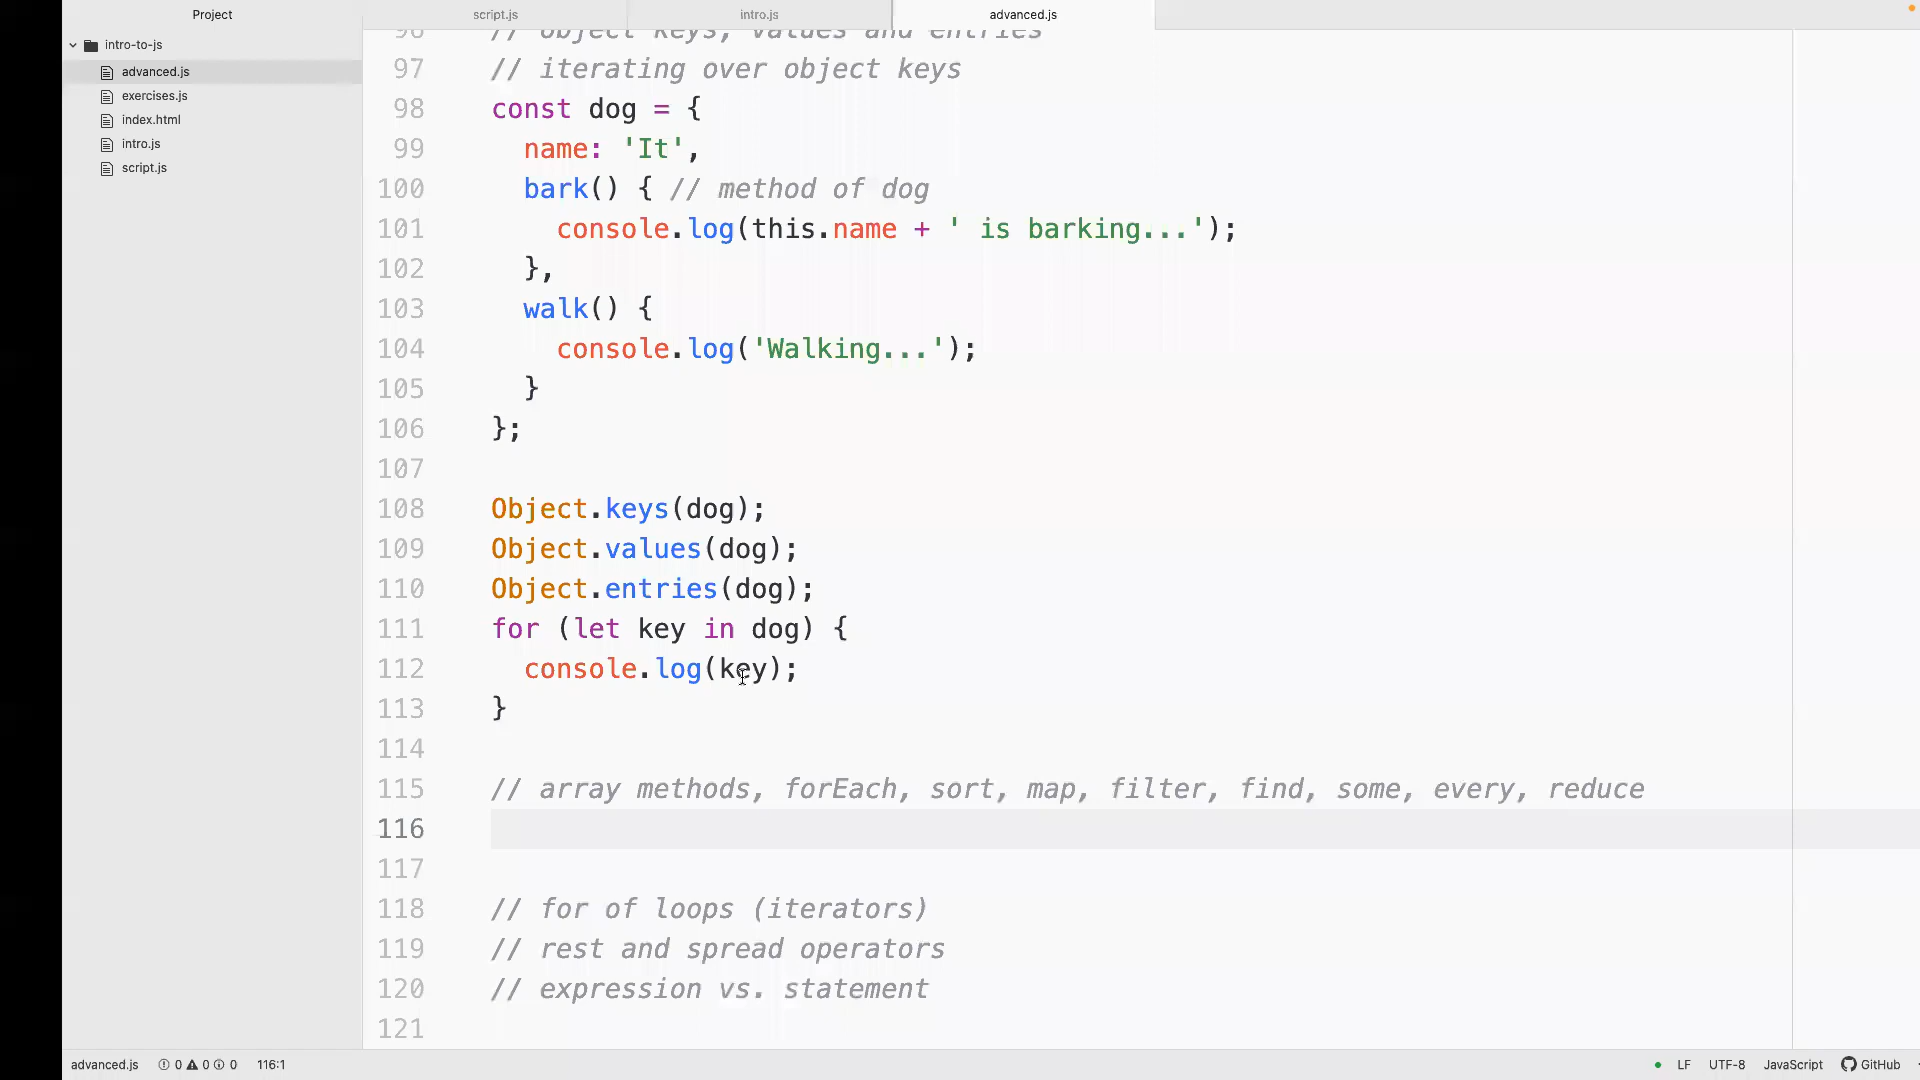 Project
script.js
intro.js
advanced.js
intro-to-js
advanced.js
exercises.js
index.html
intro.js
script.js
96 // object keys, values and entries
97 // iterating over object keys
98 const dog = {
99 name: 'It',
100 bark() { // method of dog
101 console.log(this.name + ' is barking...');
102 },
103 walk() {
104 console.log('Walking...');
105 }
106 };
107
108 Object.keys(dog);
109 Object.values(dog);
110 Object.entries(dog);
111 for (let key in dog) {
112 console.log(key);
113 }
114
115 // array methods, forEach, sort, map, filter, find, some, every, reduce
116
117
118 // for of loops (iterators)
119 // rest and spread operators
120 // expression vs. statement
121
advanced.js 0 0 0 116:1 LF UTF-8 JavaScript GitHub